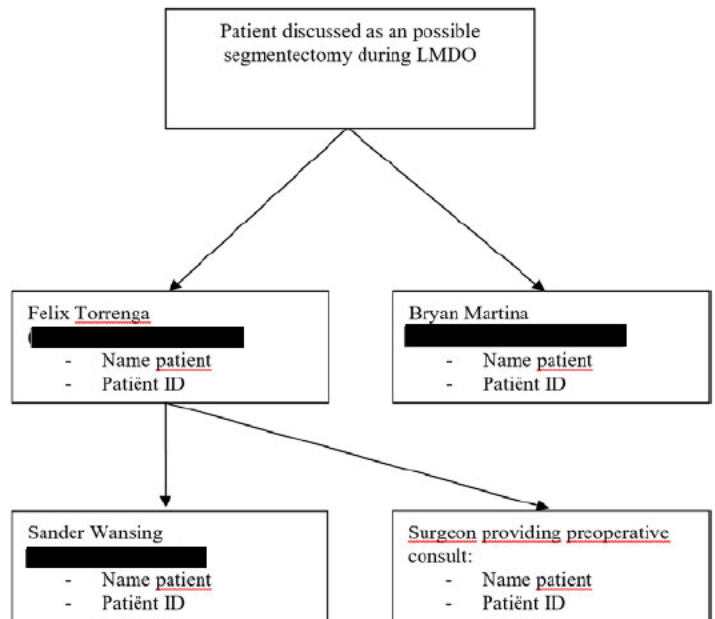 Patient discussed as an possible
segmentectomy during LMDO
Felix Torrenga
- Name patient
- Patiënt ID
Bryan Martina
- Name patient
- Patiënt ID
Sander Wansing
- Name patient
- Patiënt ID
Surgeon providing preoperative
consult:
- Name patient
- Patiënt ID